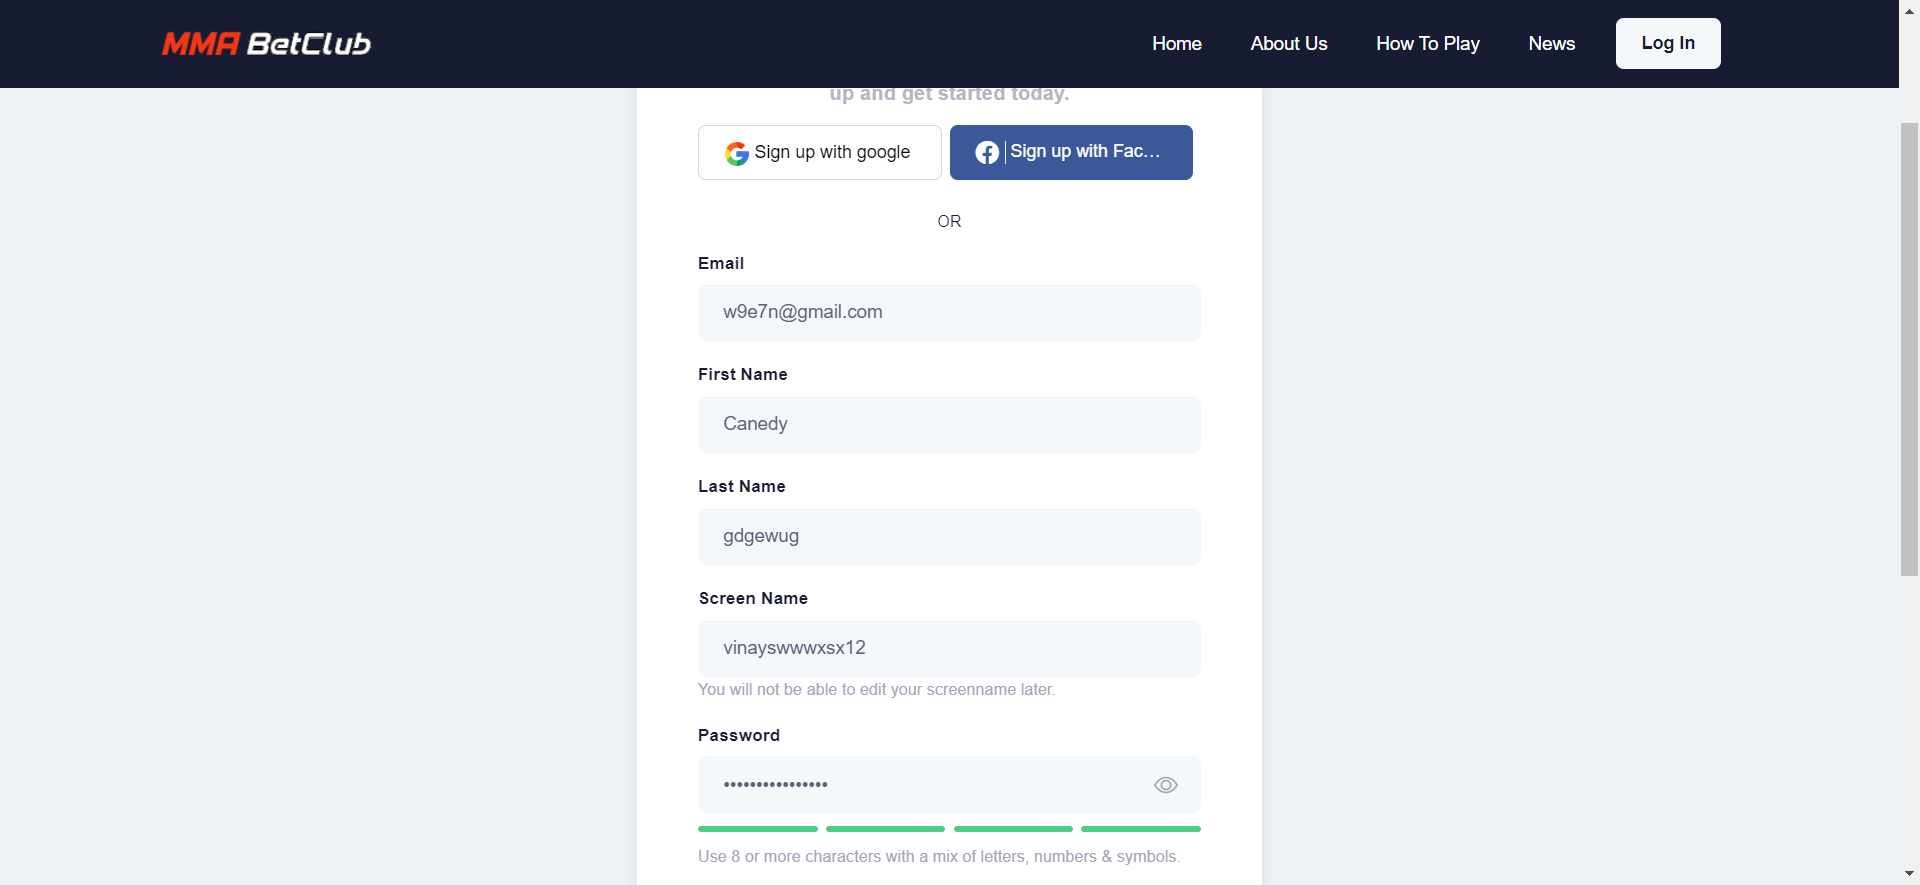 MMA BetClub
Home
About Us
How To Play
News
Log In
up and get started today.
Sign up with google
Sign up with Fac...
OR
Email
w9e7n@gmail.com
First Name
Canedy
Last Name
gdgewug
Screen Name
vinayswwwxsx12
You will not be able to edit your screenname later.
Password
••••••••••••••••
Use 8 or more characters with a mix of letters, numbers & symbols.